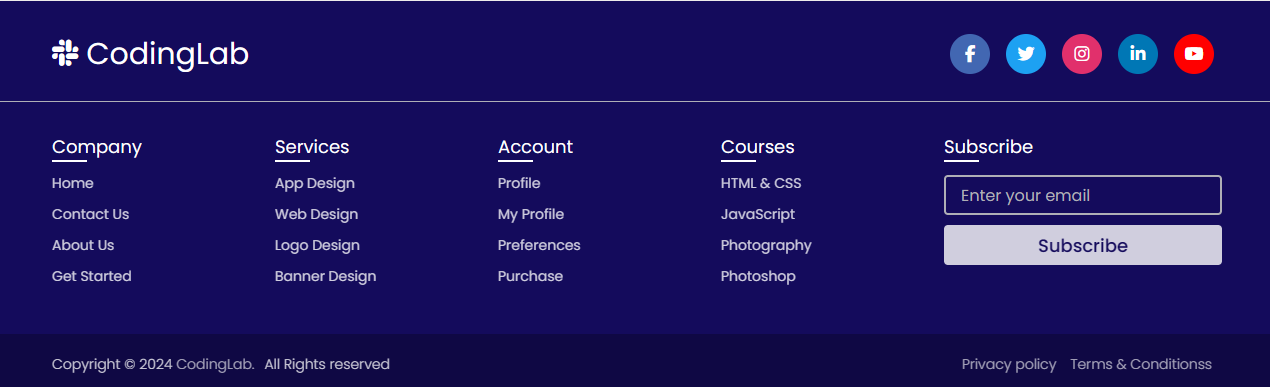 CodingLab
Company
Home
Contact Us
About Us
Get Started
Services
App Design
Web Design
Logo Design
Banner Design
Account
Profile
My Profile
Preferences
Purchase
Courses
HTML & CSS
JavaScript
Photography
Photoshop
Subscribe
Enter your email
Subscribe
Copyright © 2024 CodingLab. All Rights reserved
Privacy policy Terms & Conditionss